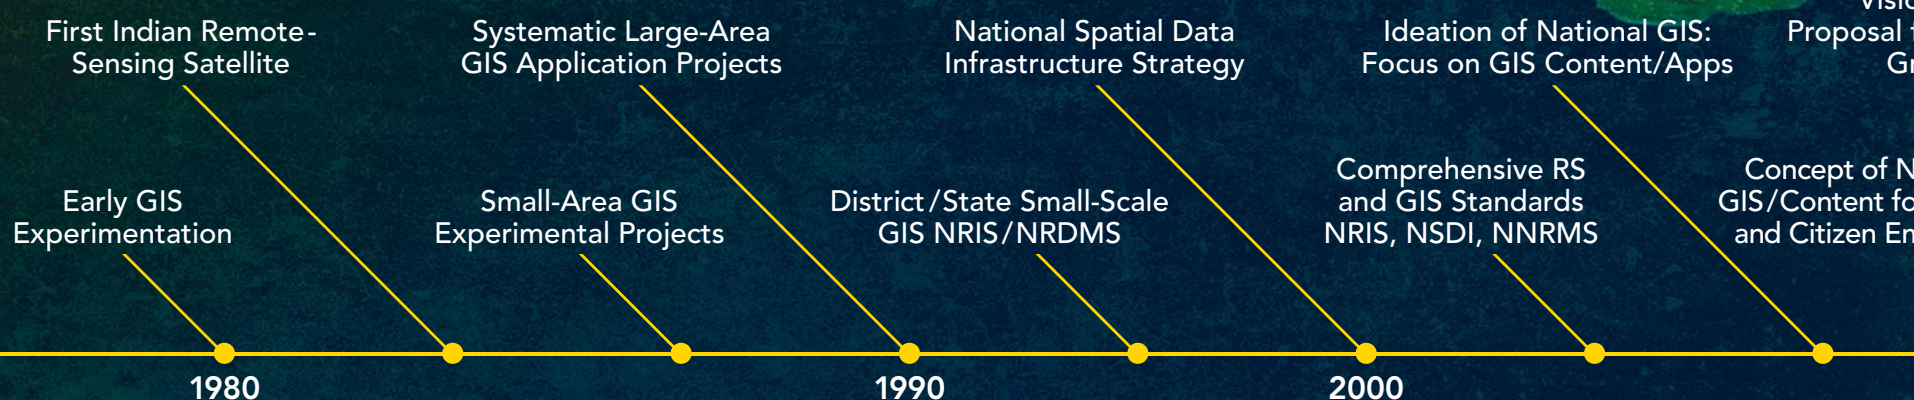 First Indian Remote-
Sensing Satellite
Systematic Large-Area
GIS Application Projects
National Spatial Data
Infrastructure Strategy
Ideation of National GIS:
Focus on GIS Content/Apps
Proposal
Early GIS
Experimentation
Small-Area GIS
Experimental Projects
District/State Small-Scale
GIS NRIS/NRDMS
Comprehensive RS
and GIS Standards
NRIS, NSDI, NNRMS
Concept of
GIS/Content
and Citizen
1980
1990
2000